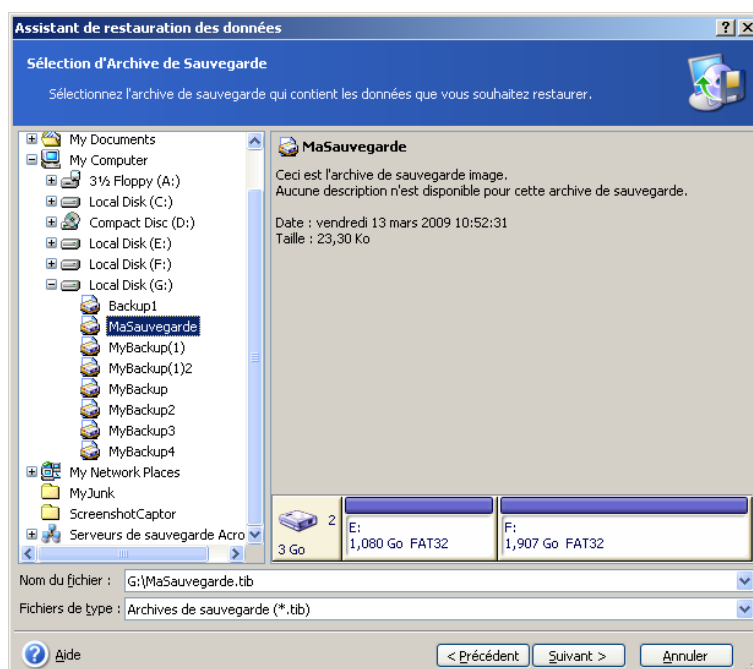 Assistant de restauration des données
Sélection d'Archive de Sauvegarde
Sélectionnez l'archive de sauvegarde qui contient les données que vous souhaitez restaurer.
My Documents
My Computer
3½ Floppy (A:)
Local Disk (C:)
Compact Disc (D:)
Local Disk (E:)
Local Disk (F:)
Local Disk (G:)
Backup1
MaSauvegarde
MyBackup(1)
MyBackup(1)2
MyBackup
MyBackup2
MyBackup3
MyBackup4
My Network Places
MyJunk
ScreenshotCaptor
Serveurs de sauvegarde Acro
MaSauvegarde
Ceci est l'archive de sauvegarde image.
Aucune description n'est disponible pour cette archive de sauvegarde.
Date : vendredi 13 mars 2009 10:52:31
Taille : 23,30 Ko
2
3 Go
E:
1,080 Go FAT32
F:
1,907 Go FAT32
Nom du fichier : G:\MaSauvegarde.tib
Fichiers de type : Archives de sauvegarde (*.tib)
Aide
< Précédent
Suivant >
Annuler